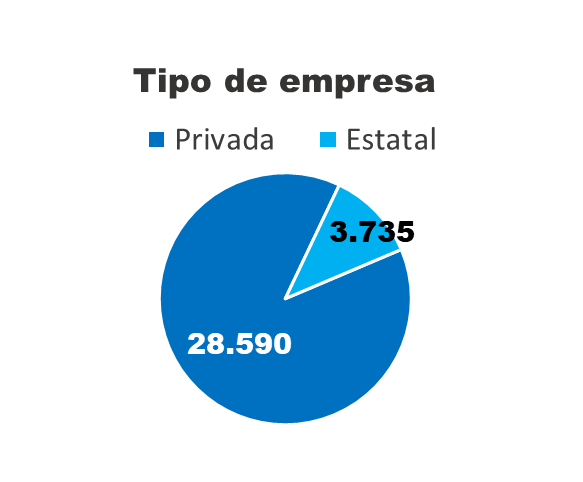 Tipo de empresa
Privada Estatal
3.735
28.590